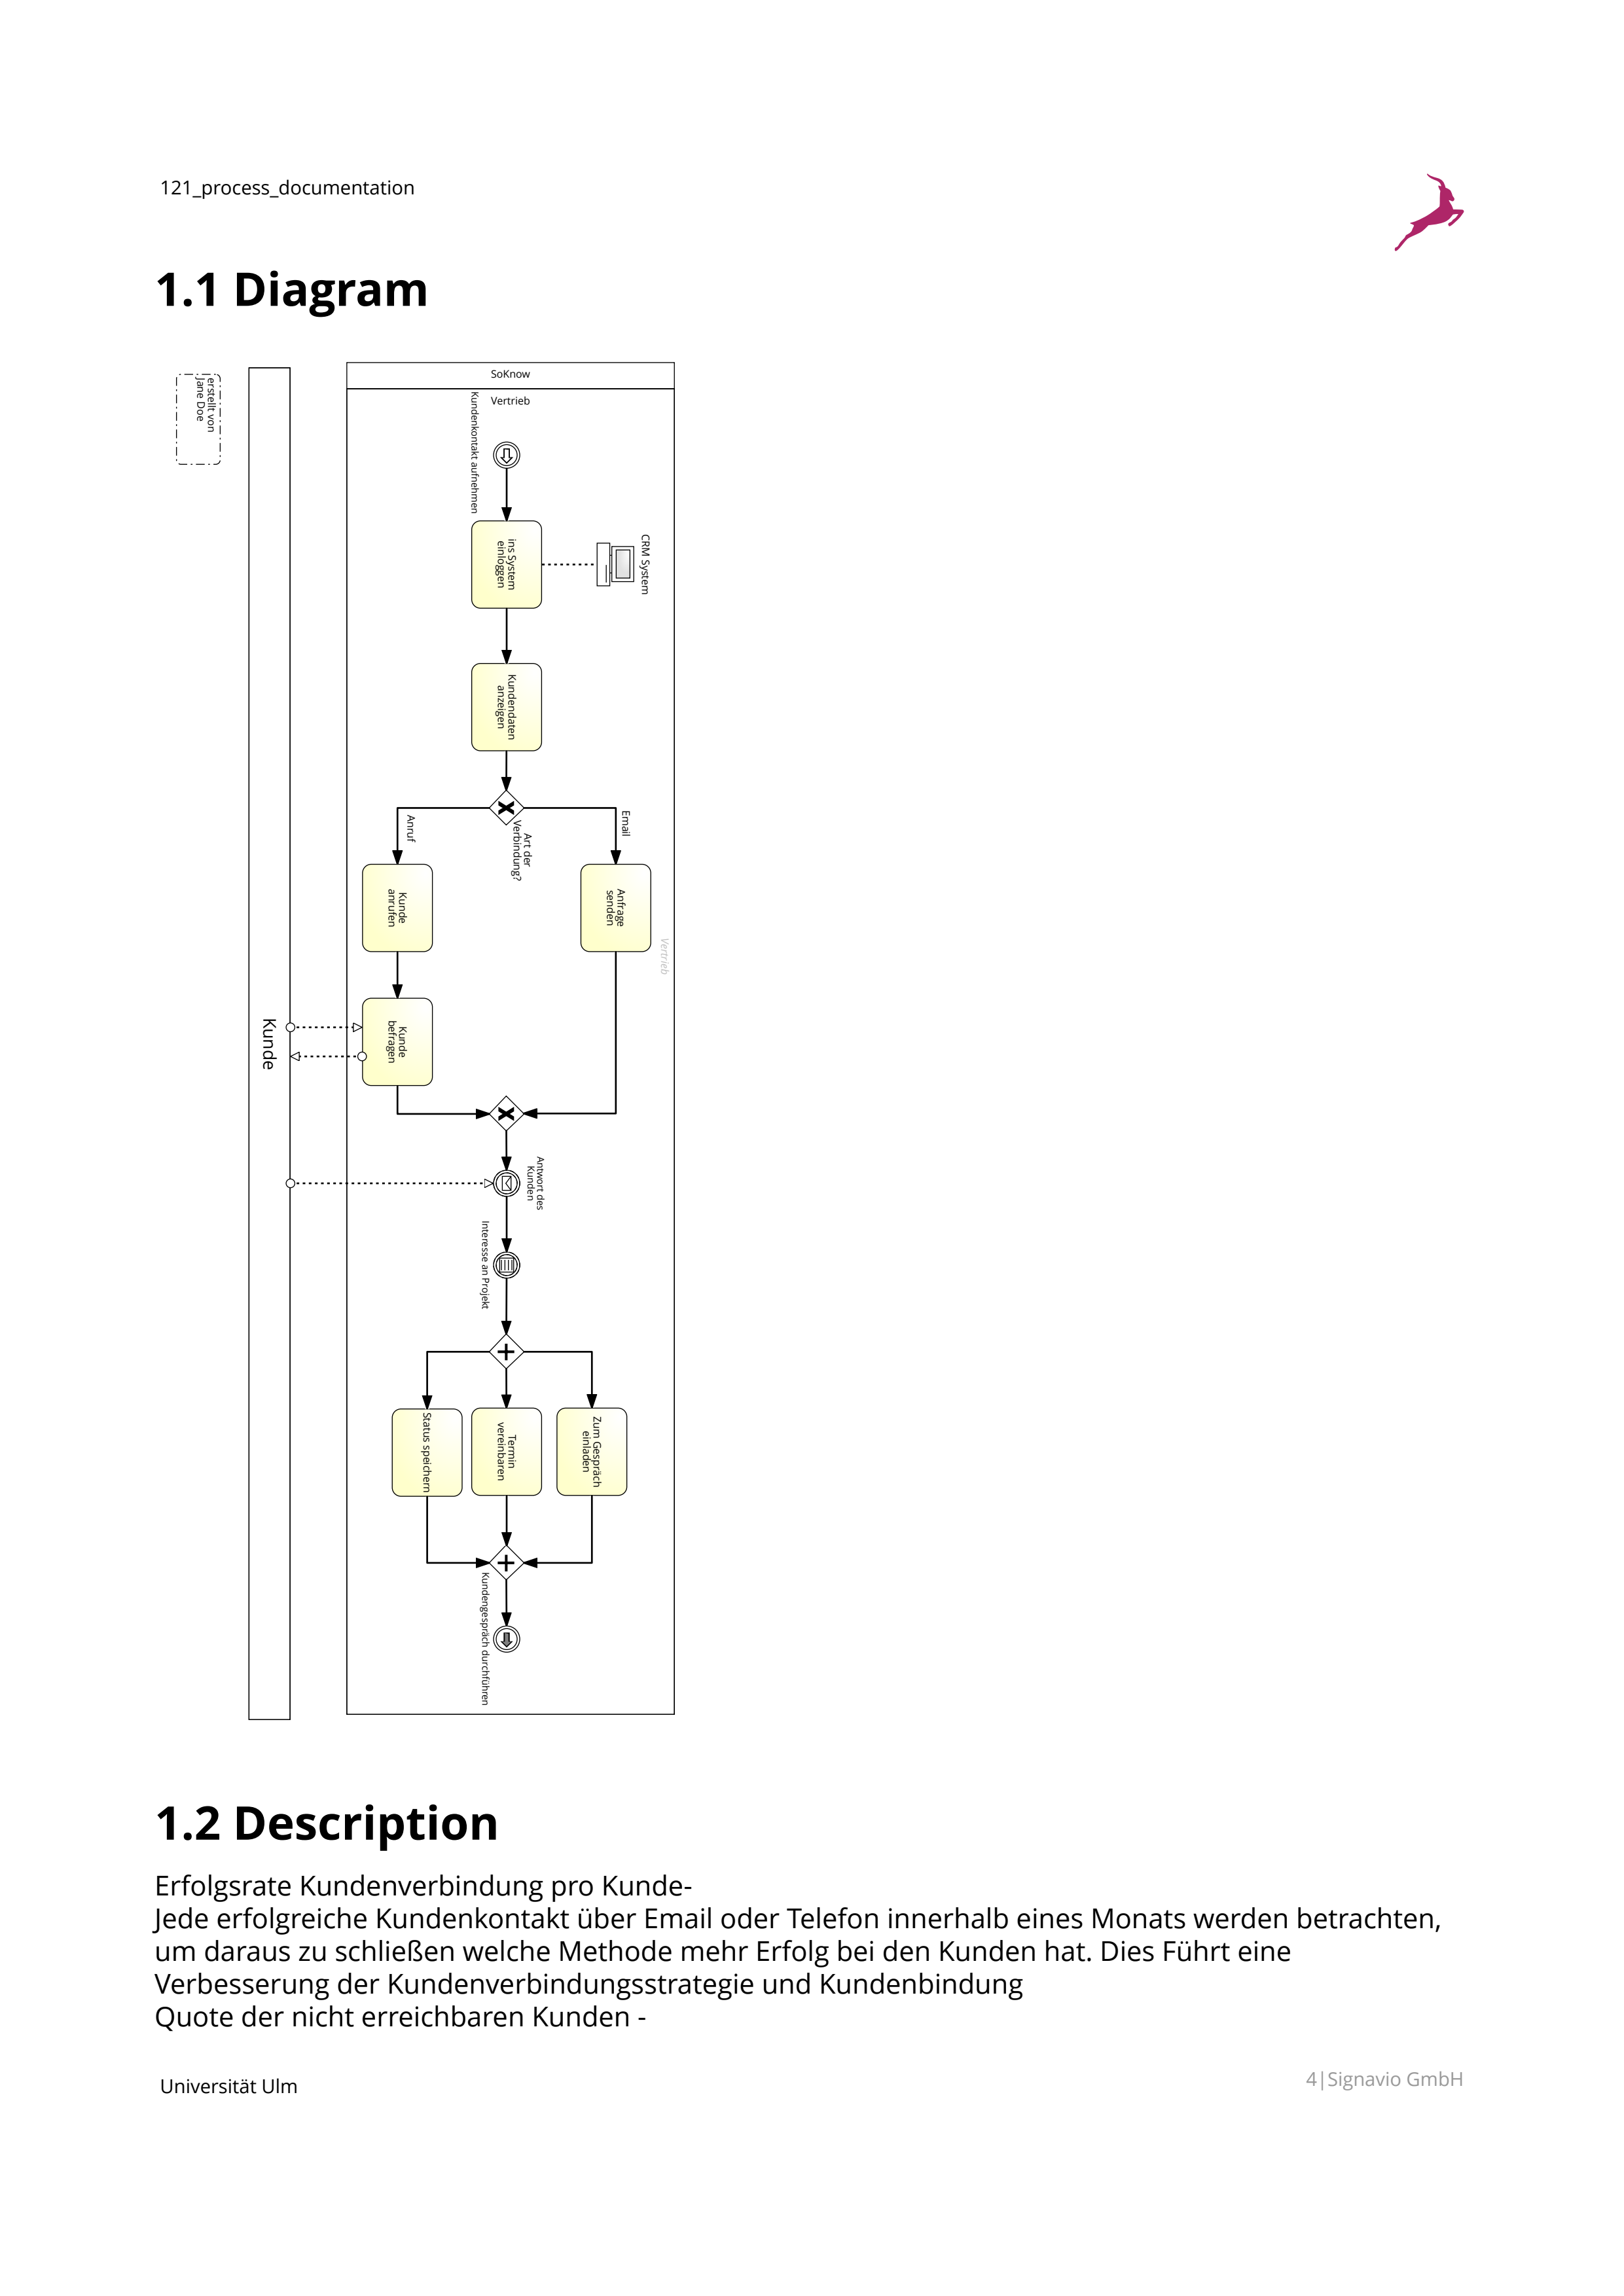 121_process_documentation
1.1 Diagram
SoKnow
Vertrieb
Kundenkontakt aufnehmen
erstellt von
Jane Doe
CRM System
ins System
einloggen
Kundendaten
anzeigen
Art der
Verbindung?
Email
Anruf
Anfrage
senden
Kunde
anrufen
Vertrieb
Kunde
befragen
Kunde
Antwort des
Kunden
Interesse an Projekt
Zum Gespräch
einladen
Termin
vereinbaren
Status speichern
Kundengespräch durchführen
1.2 Description
Erfolgsrate Kundenverbindung pro Kunde-
Jede erfolgreiche Kundenkontakt über Email oder Telefon innerhalb eines Monats werden betrachten,
um daraus zu schließen welche Methode mehr Erfolg bei den Kunden hat. Dies Führt eine
Verbesserung der Kundenverbindungsstrategie und Kundenbindung
Quote der nicht erreichbaren Kunden -
Universität Ulm
4|Signavio GmbH